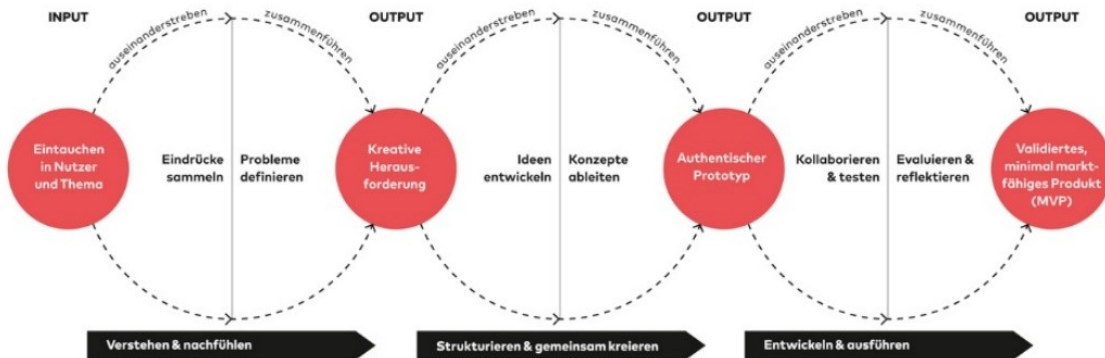 INPUT
OUTPUT
OUTPUT
OUTPUT
auseinanderstreben
zusammenführen
auseinanderstreben
zusammenführen
auseinanderstreben
zusammenführen
Eintauchen
in Nutzer
und Thema
Eindrücke
sammeln
Probleme
definieren
Kreative
Heraus-
forderung
Ideen
entwickeln
Konzepte
ableiten
Authentischer
Prototyp
Kollaborieren
& testen
Evaluieren &
reflektieren
Validiertes,
minimal markt-
fähiges Produkt
(MVP)
Verstehen & nachfühlen
Strukturieren & gemeinsam kreieren
Entwickeln & ausführen